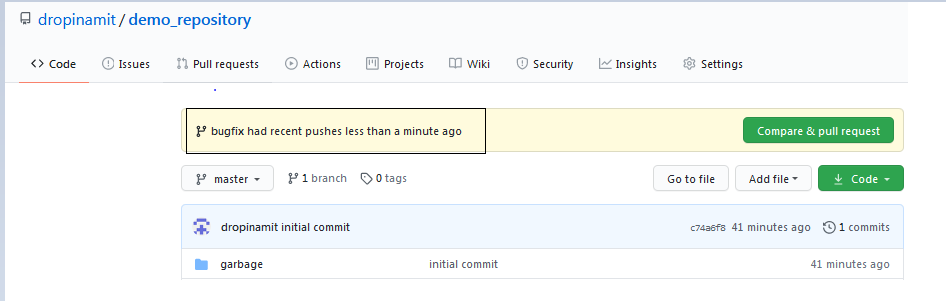 dropinamit / demo_repository
Code Issues Pull requests Actions Projects Wiki Security Insights Settings
bugfix had recent pushes less than a minute ago Compare & pull request
master 1 branch 0 tags Go to file Add file Code
dropinamit initial commit c74a6f8 41 minutes ago 1 commits
garbage initial commit 41 minutes ago